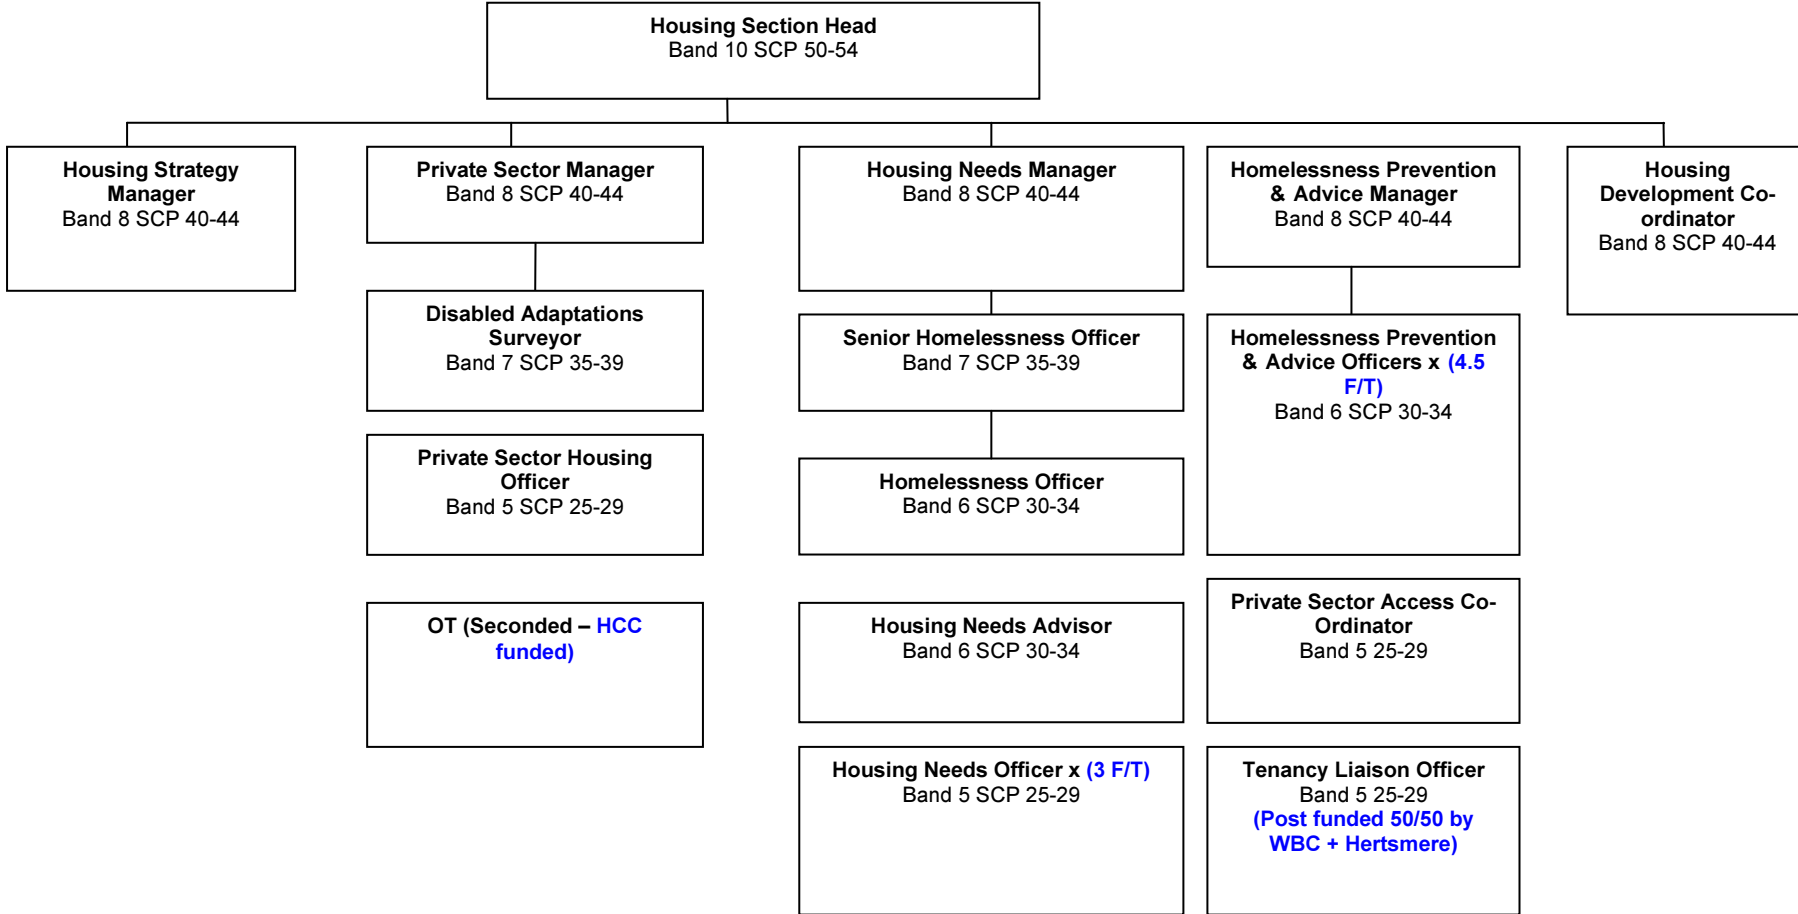 Housing Section Head
Band 10 SCP 50-54
Housing Strategy
Manager
Band 8 SCP 40-44
Private Sector Manager
Band 8 SCP 40-44
Housing Needs Manager
Band 8 SCP 40-44
Homelessness Prevention
& Advice Manager
Band 8 SCP 40-44
Housing
Development Co-
ordinator
Band 8 SCP 40-44
Disabled Adaptations
Surveyor
Band 7 SCP 35-39
Senior Homelessness Officer
Band 7 SCP 35-39
Homelessness Prevention
& Advice Officers x (4.5
F/T)
Band 6 SCP 30-34
Private Sector Housing
Officer
Band 5 SCP 25-29
Homelessness Officer
Band 6 SCP 30-34
OT (Seconded – HCC
funded)
Housing Needs Advisor
Band 6 SCP 30-34
Private Sector Access Co-
Ordinator
Band 5 25-29
Housing Needs Officer x (3 F/T)
Band 5 SCP 25-29
Tenancy Liaison Officer
Band 5 25-29
(Post funded 50/50 by
WBC + Hertsmere)